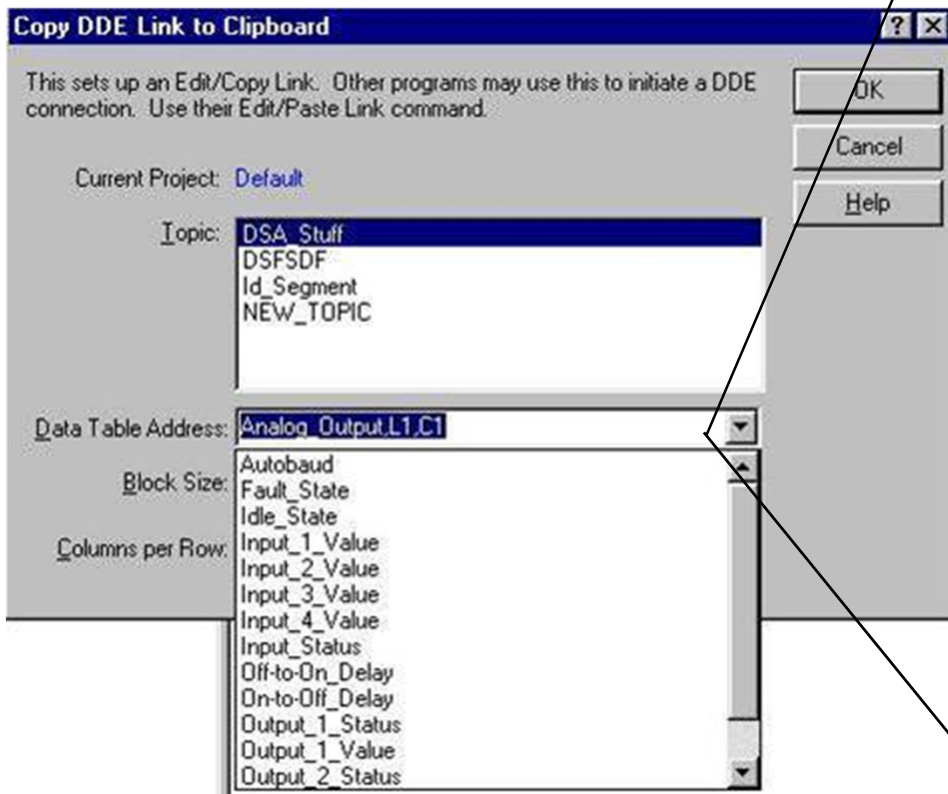 Copy DDE Link to Clipboard
This sets up an Edit/Copy Link. Other programs may use this to initiate a DDE
connection. Use their Edit/Paste Link command.
OK
Cancel
Help
Current Project: Default
Topic: DSA_Stuff
DSFSDF
Id_Segment
NEW_TOPIC
Data Table Address: Analog_Output,L1,C1
Block Size:
Columns per Row:
Autobaud
Fault_State
Idle_State
Input_1_Value
Input_2_Value
Input_3_Value
Input_4_Value
Input_Status
Off-to-On_Delay
On-to-Off_Delay
Output_1_Status
Output_1_Value
Output_2_Status